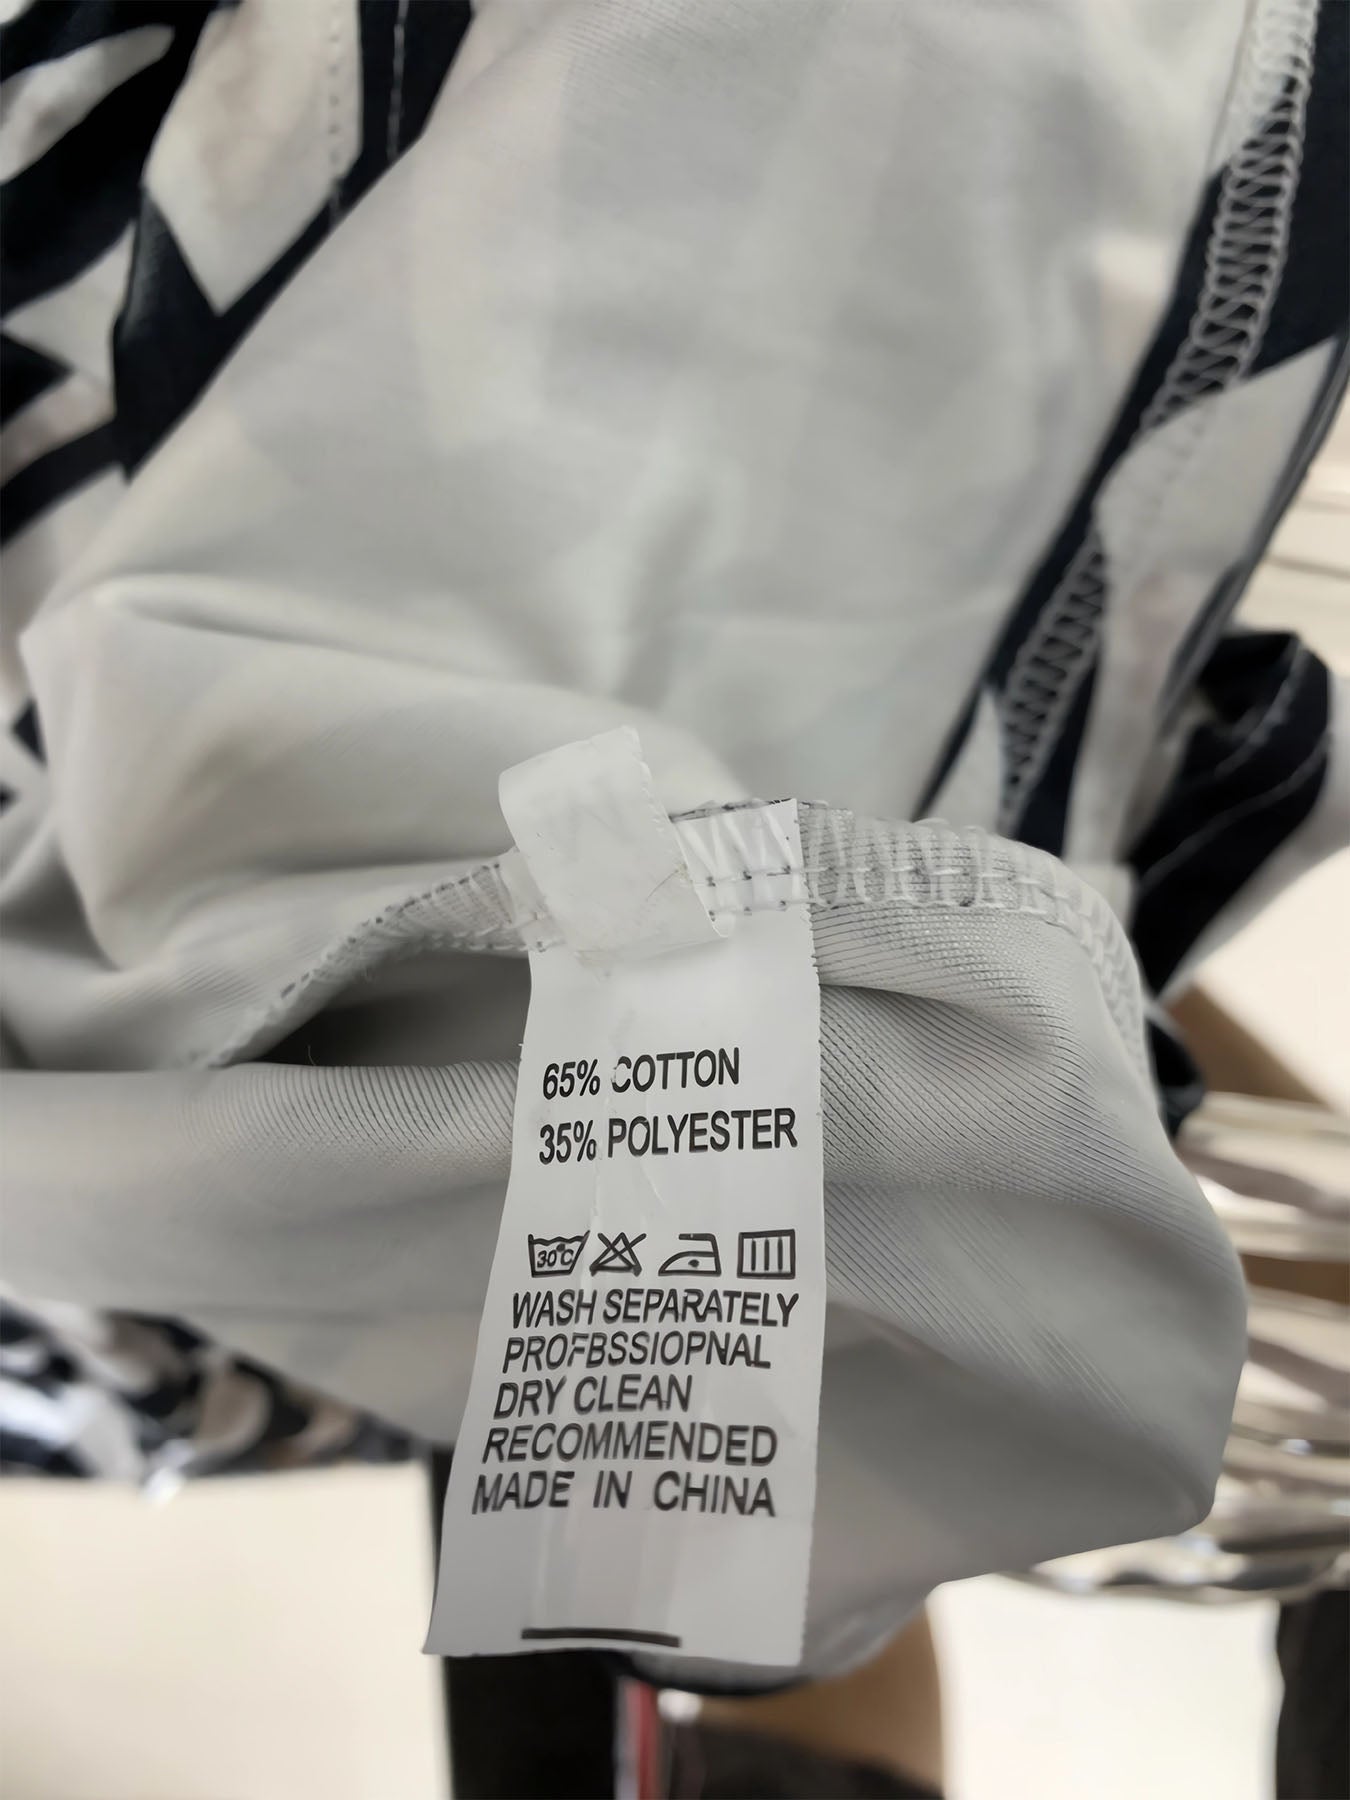 65% COTTON
35% POLYESTER
30°C
WASH SEPARATELY
PROFBSSIOPNAL
DRY CLEAN
RECOMMENDED
MADE IN CHINA